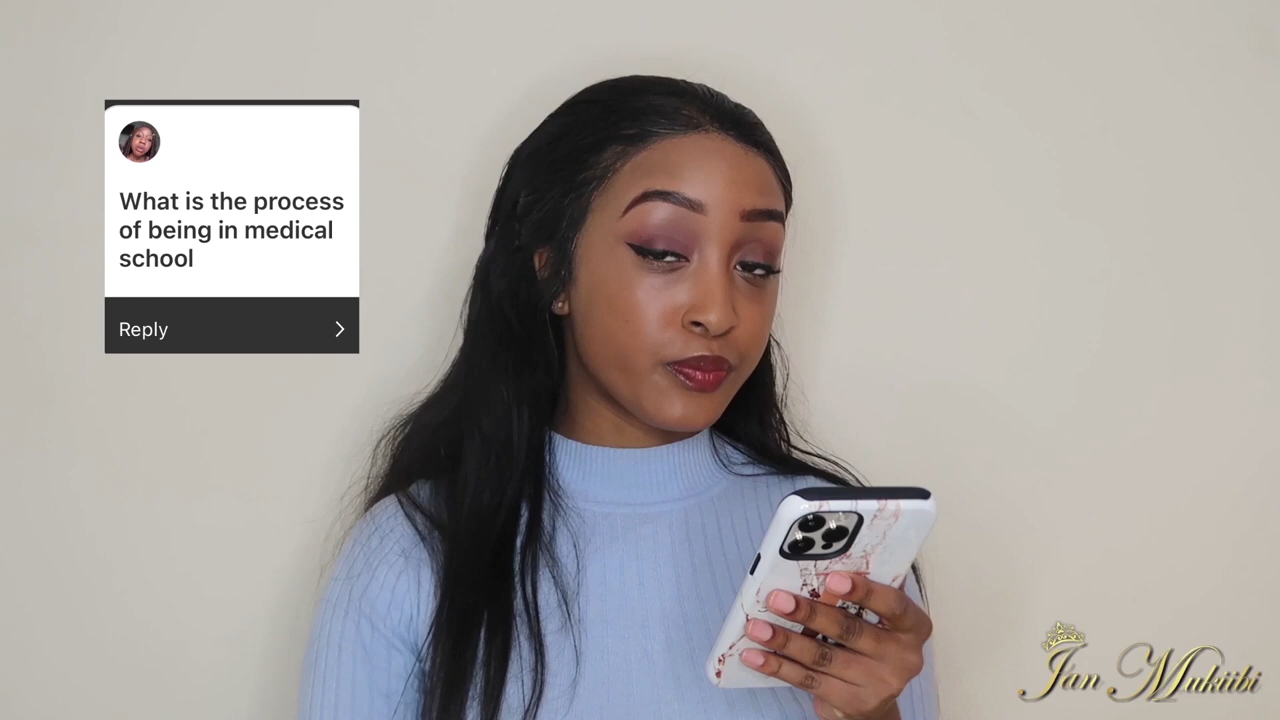 What is the process
of being in medical
school
Reply
Jan Mukiibi